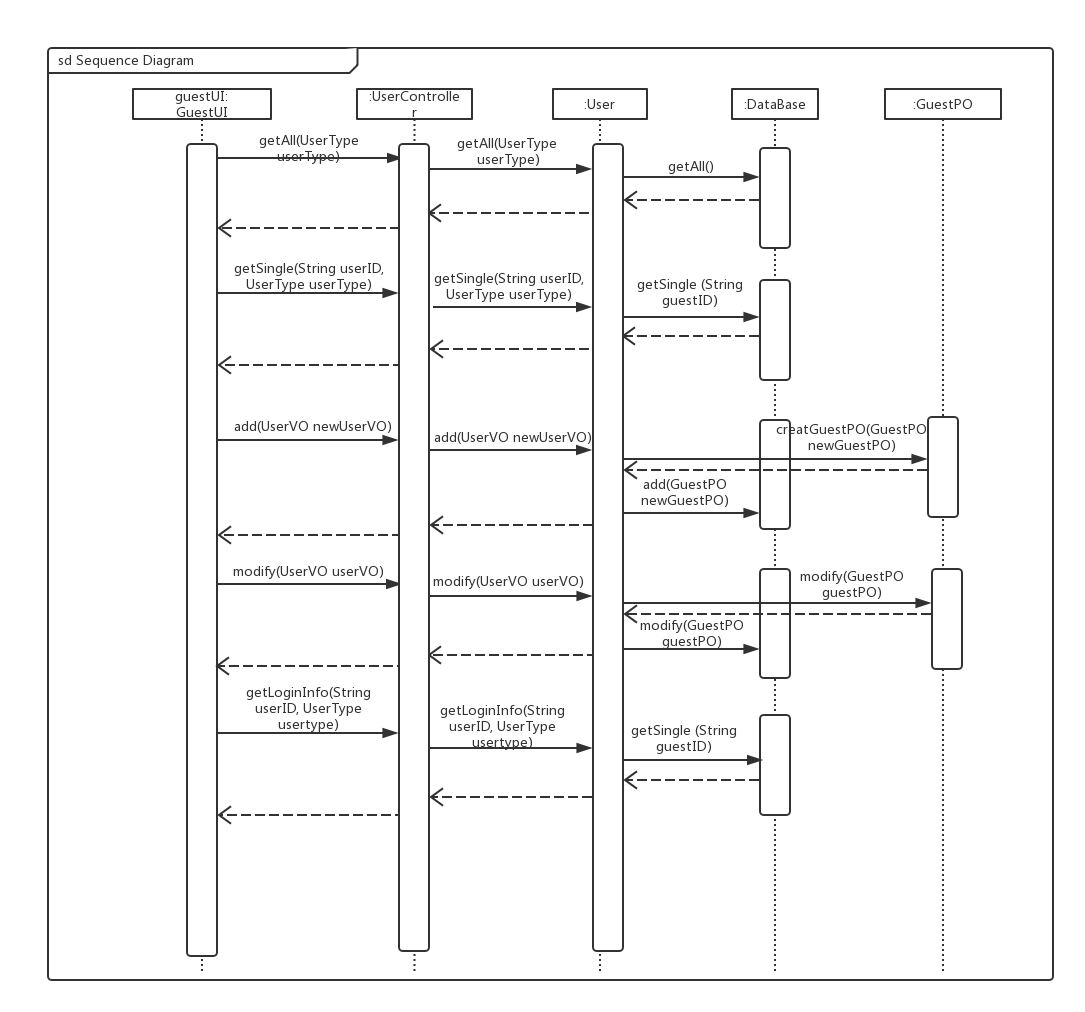 sd Sequence Diagram
guestUI:
GuestUI
:UserControlle
r
:User
:DataBase
:GuestPO
getAll(UserType
userType)
getAll(UserType
userType)
getAll()
getSingle(String userID,
UserType userType)
getSingle(String userID,
UserType userType)
getSingle (String
guestID)
add(UserVO newUserVO)
add(UserVO newUserVO)
creatGuestPO(GuestPO
newGuestPO)
add(GuestPO
newGuestPO)
modify(UserVO userVO)
modify(UserVO userVO)
modify(GuestPO
guestPO)
modify(GuestPO
guestPO)
getLoginInfo(String
userID, UserType
usertype)
getLoginInfo(String
userID, UserType
usertype)
getSingle (String
guestID)